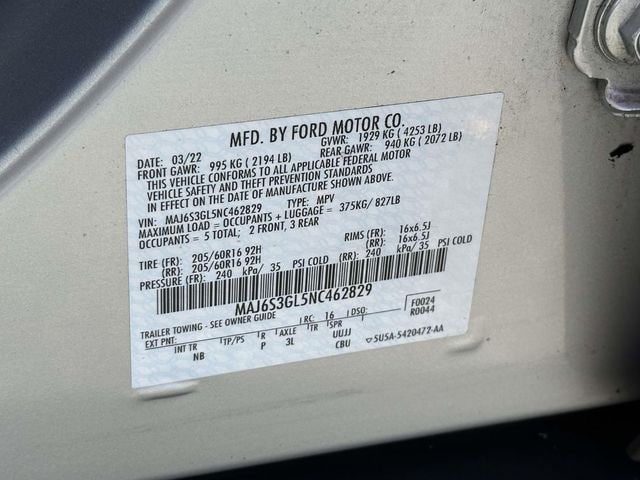 MFD. BY FORD MOTOR CO.
DATE: 03/22 GVWR: 1929 KG ( 4253 LB)
FRONT GAWR: 995 KG ( 2194 LB) REAR GAWR: 940 KG ( 2072 LB)
THIS VEHICLE CONFORMS TO ALL APPLICABLE FEDERAL MOTOR
VEHICLE SAFETY AND THEFT PREVENTION STANDARDS
IN EFFECT ON THE DATE OF MANUFACTURE SHOWN ABOVE.
VIN: MAJ6S3GL5NC462829 TYPE: MPV
MAXIMUM LOAD = OCCUPANTS + LUGGAGE = 375KG/ 827LB
OCCUPANTS = 5 TOTAL; 2 FRONT, 3 REAR
TIRE (FR): 205/60R16 92H RIMS (FR): 16x6.5J
(RR): 205/60R16 92H (RR): 16x6.5J
PRESSURE (FR): 240 kPa/ 35 PSI COLD (RR): 240 kPa/ 35 PSI COLD
MAJ6S3GL5NC462829
TRAILER TOWING - SEE OWNER GUIDE RC: 16 DSO: F0024
R0044
EXT PNT: INT TR TP/PS R AXLE TR SPR
NB P 3L UUJJ
CBU
▽5U5A-5420472-AA